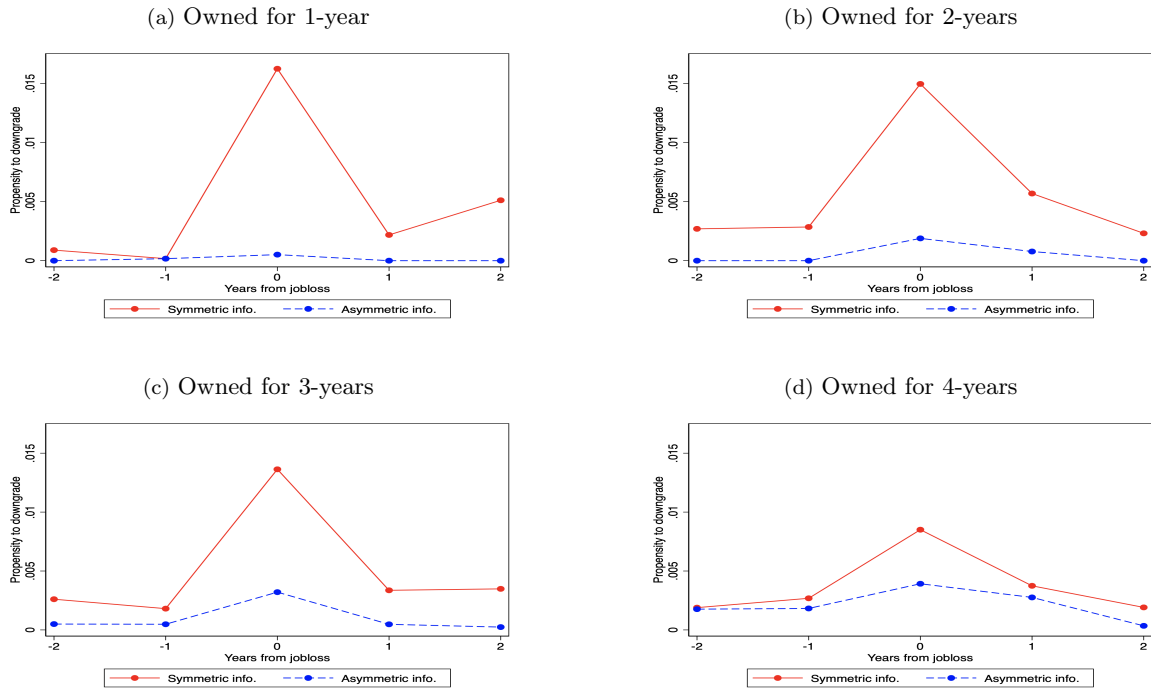 (a) Owned for 1-year
Propensity to downgrade
0 .005 .01 .015
-2 -1 0 1 2
Years from jobloss
Symmetric info. Asymmetric info.
(b) Owned for 2-years
Propensity to downgrade
0 .005 .01 .015
-2 -1 0 1 2
Years from jobloss
Symmetric info. Asymmetric info.
(c) Owned for 3-years
Propensity to downgrade
0 .005 .01 .015
-2 -1 0 1 2
Years from jobloss
Symmetric info. Asymmetric info.
(d) Owned for 4-years
Propensity to downgrade
0 .005 .01 .015
-2 -1 0 1 2
Years from jobloss
Symmetric info. Asymmetric info.